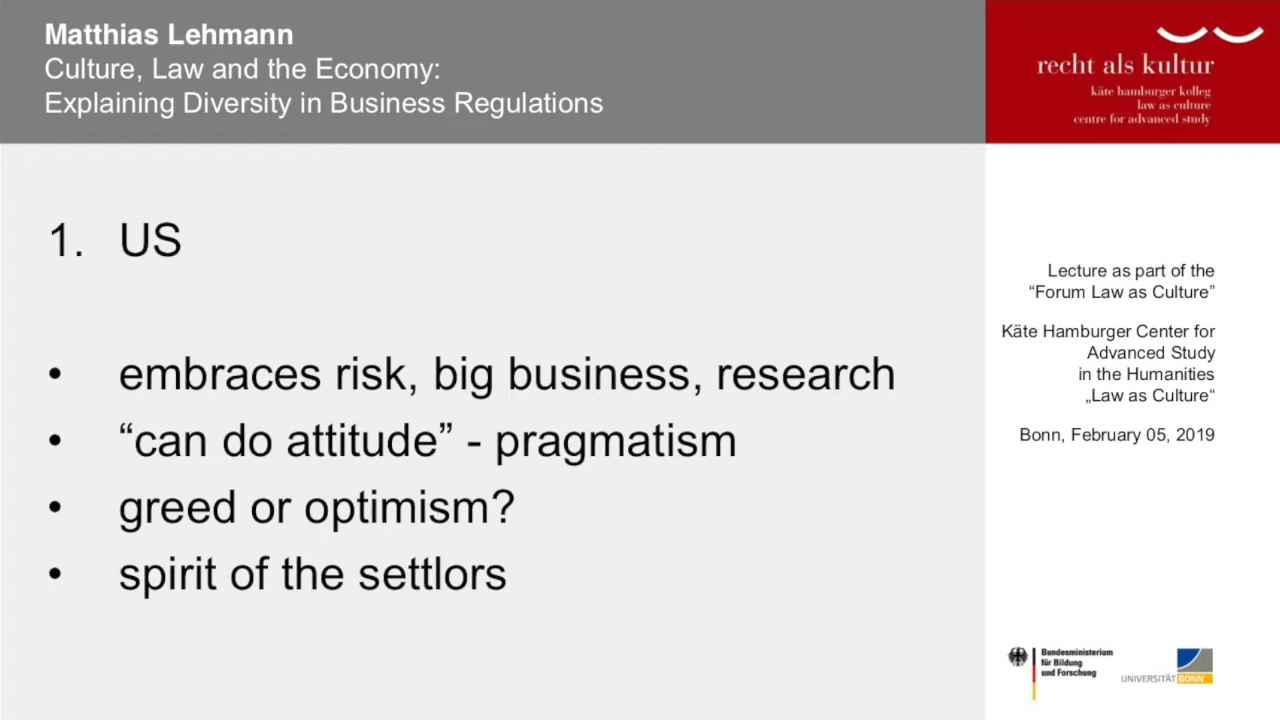 Matthias Lehmann
Culture, Law and the Economy:
Explaining Diversity in Business Regulations
recht als kultur
käte hamburger kolleg
law as culture
centre for advanced study
1. US
• embraces risk, big business, research
• “can do attitude” - pragmatism
• greed or optimism?
• spirit of the settlors
Lecture as part of the
“Forum Law as Culture”
Käte Hamburger Center for
Advanced Study
in the Humanities
„Law as Culture“
Bonn, February 05, 2019
Bundesministerium
für Bildung
und Forschung
UNIVERSITÄT BONN